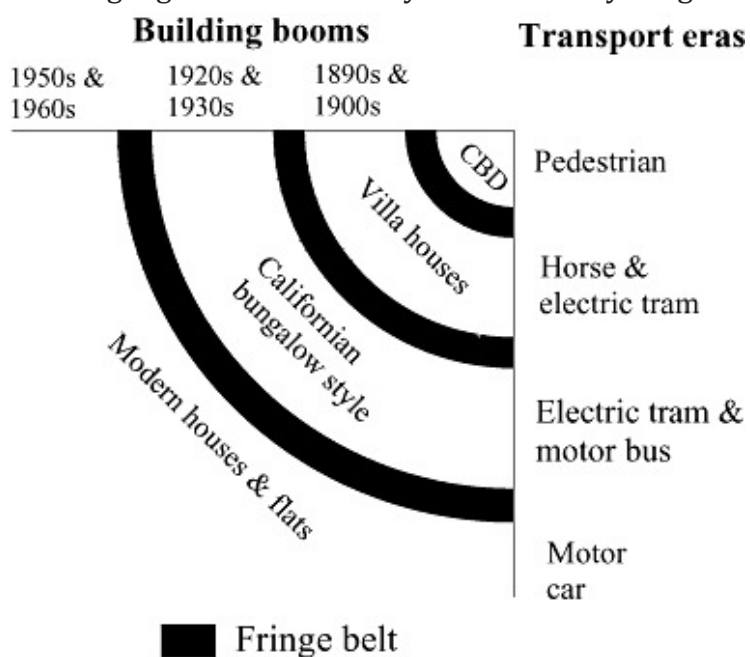 Building booms
Transport eras
1950s &
1960s
1920s &
1930s
1890s &
1900s
CBD
Villa houses
Californian
bungalow style
Modern houses & flats
Pedestrian
Horse &
electric tram
Electric tram &
motor bus
Motor
car
Fringe belt